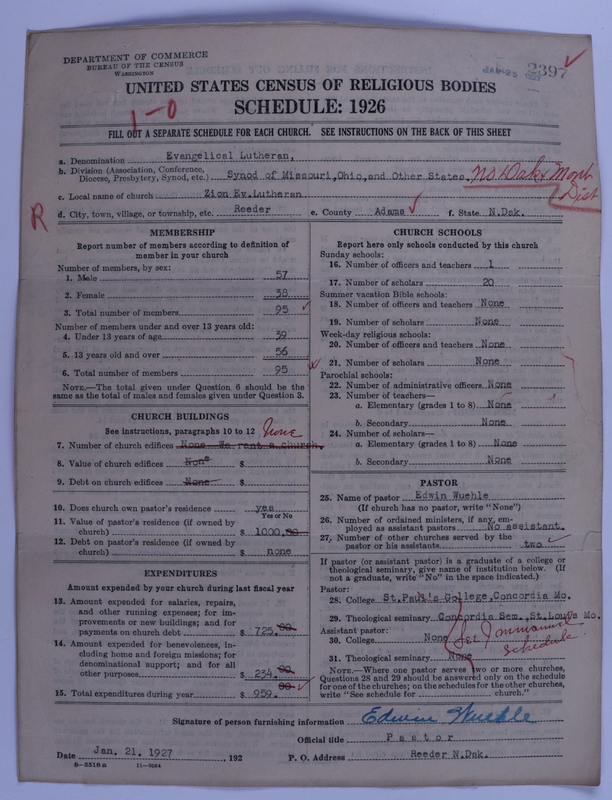 DEPARTMENT OF COMMERCE
BUREAU OF THE CENSUS
WASHINGTON
JAN 25 1927
2397
UNITED STATES CENSUS OF RELIGIOUS BODIES
SCHEDULE: 1926
1-0
FILL OUT A SEPARATE SCHEDULE FOR EACH CHURCH. SEE INSTRUCTIONS ON THE BACK OF THIS SHEET
a. Denomination Evangelical Lutheran,
b. Division (Association, Conference, Diocese, Presbytery, Synod, etc.) Synod of Missouri,Ohio,and Other States. No. Dak & Mont Dist
c. Local name of church Zion Ev.Lutheran
d. City, town, village, or township, etc. Reeder e. County Adams f. State N.Dak.
R
MEMBERSHIP
Report number of members according to definition of
member in your church
Number of members, by sex:
1. Male 57
2. Female 38
3. Total number of members 95
Number of members under and over 13 years old:
4. Under 13 years of age 39
5. 13 years old and over 56
6. Total number of members 95
NOTE.—The total given under Question 6 should be
same as the total of males and females given under Question 3.
CHURCH BUILDINGS
See instructions, paragraphs 10 to 12 None
7. Number of church edifices None - We rent a church.
8. Value of church edifices None $
9. Debt on church edifices None $
10. Does church own pastor's residence yes
Yes or No
11. Value of pastor's residence (if owned by
church) $ 1000.00
12. Debt on pastor's residence (if owned by
church) $ none
EXPENDITURES
Amount expended by your church during last fiscal year
13. Amount expended for salaries, repairs,
and other running expenses; for im-
provements or new buildings; and for
payments on church debt $ 725.00
14. Amount expended for benevolences, in-
cluding home and foreign missions; for
denominational support; and for all
other purposes $ 234.00
15. Total expenditures during year $ 959.00
CHURCH SCHOOLS
Report here only schools conducted by this church
Sunday schools:
16. Number of officers and teachers 1
17. Number of scholars 20
Summer vacation Bible schools:
18. Number of officers and teachers None
19. Number of scholars None
Week-day religious schools:
20. Number of officers and teachers None
21. Number of scholars None
Parochial schools:
22. Number of administrative officers None
23. Number of teachers—
a. Elementary (grades 1 to 8) None
b. Secondary None
24. Number of scholars—
a. Elementary (grades 1 to 8) None
b. Secondary None
PASTOR
25. Name of pastor Edwin Wuehle
(If church has no pastor, write "None")
26. Number of ordained ministers, if any, em-
ployed as assistant pastors No assistant.
27. Number of other churches served by the
pastor or his assistants two
If pastor (or assistant pastor) is a graduate of a college or
theological seminary, give name of institution below. (If
not a graduate, write "No" in the space indicated.)
Pastor:
28. College St.Paul's College,Concordia Mo.
29. Theological seminary Concordia Sem.,St.Louis Mo.
Assistant pastor:
30. College None
See Immanuel
Schedule
31. Theological seminary None
NOTE.—Where one pastor serves two or more churches,
Questions 28 and 29 should be answered only on the schedule
for one of the churches; on the schedules for the other churches,
write "See schedule for church."
Signature of person furnishing information Edwin Wuehle
Official title Pastor
Date Jan. 21, 1927, 192 P. O. Address Reeder N.Dak.
8-5518a 11-9084